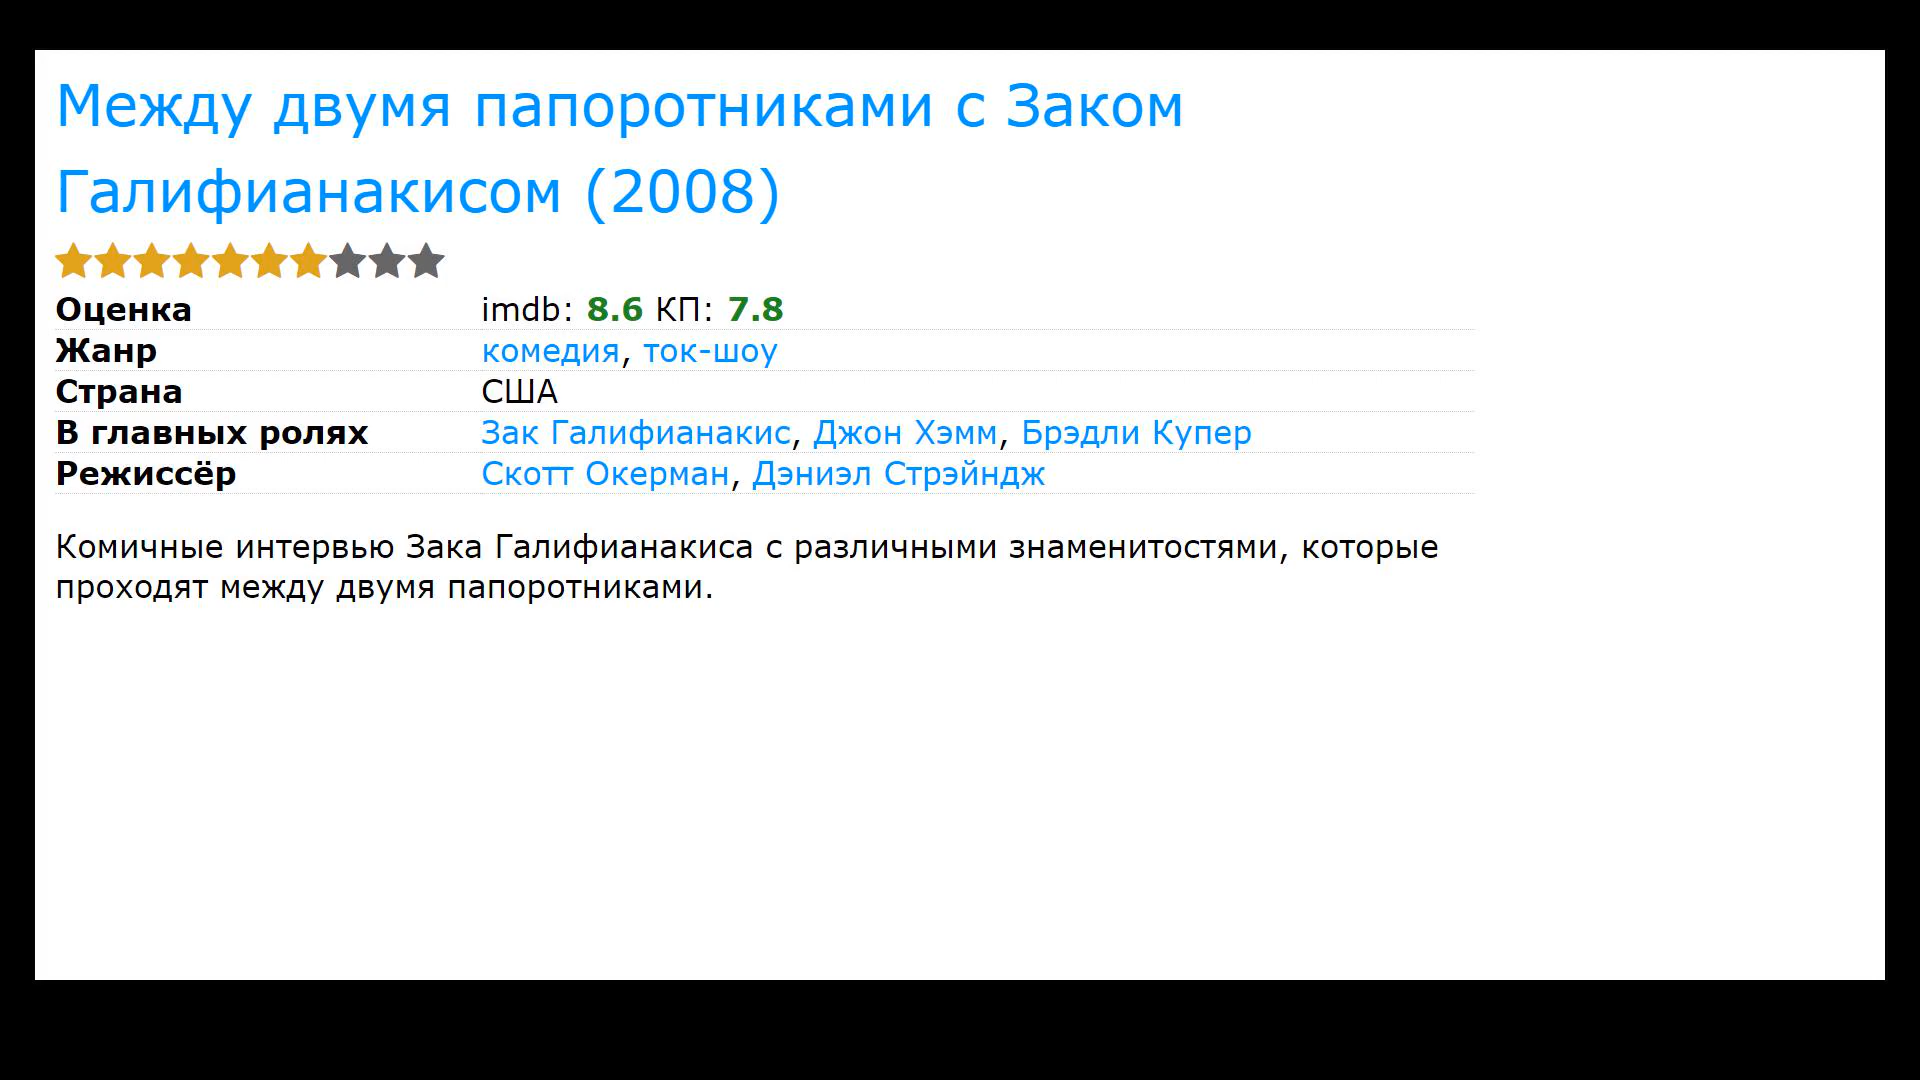 Между двумя папоротниками с Заком
Галифианакисом (2008)
Оценка imdb: 8.6 КП: 7.8
Жанр комедия, ток-шоу
Страна США
В главных ролях Зак Галифианакис, Джон Хэмм, Брэдли Купер
Режиссёр Скотт Окерман, Дэниэл Стрэйндж
Комичные интервью Зака Галифианакиса с различными знаменитостями, которые
проходят между двумя папоротниками.